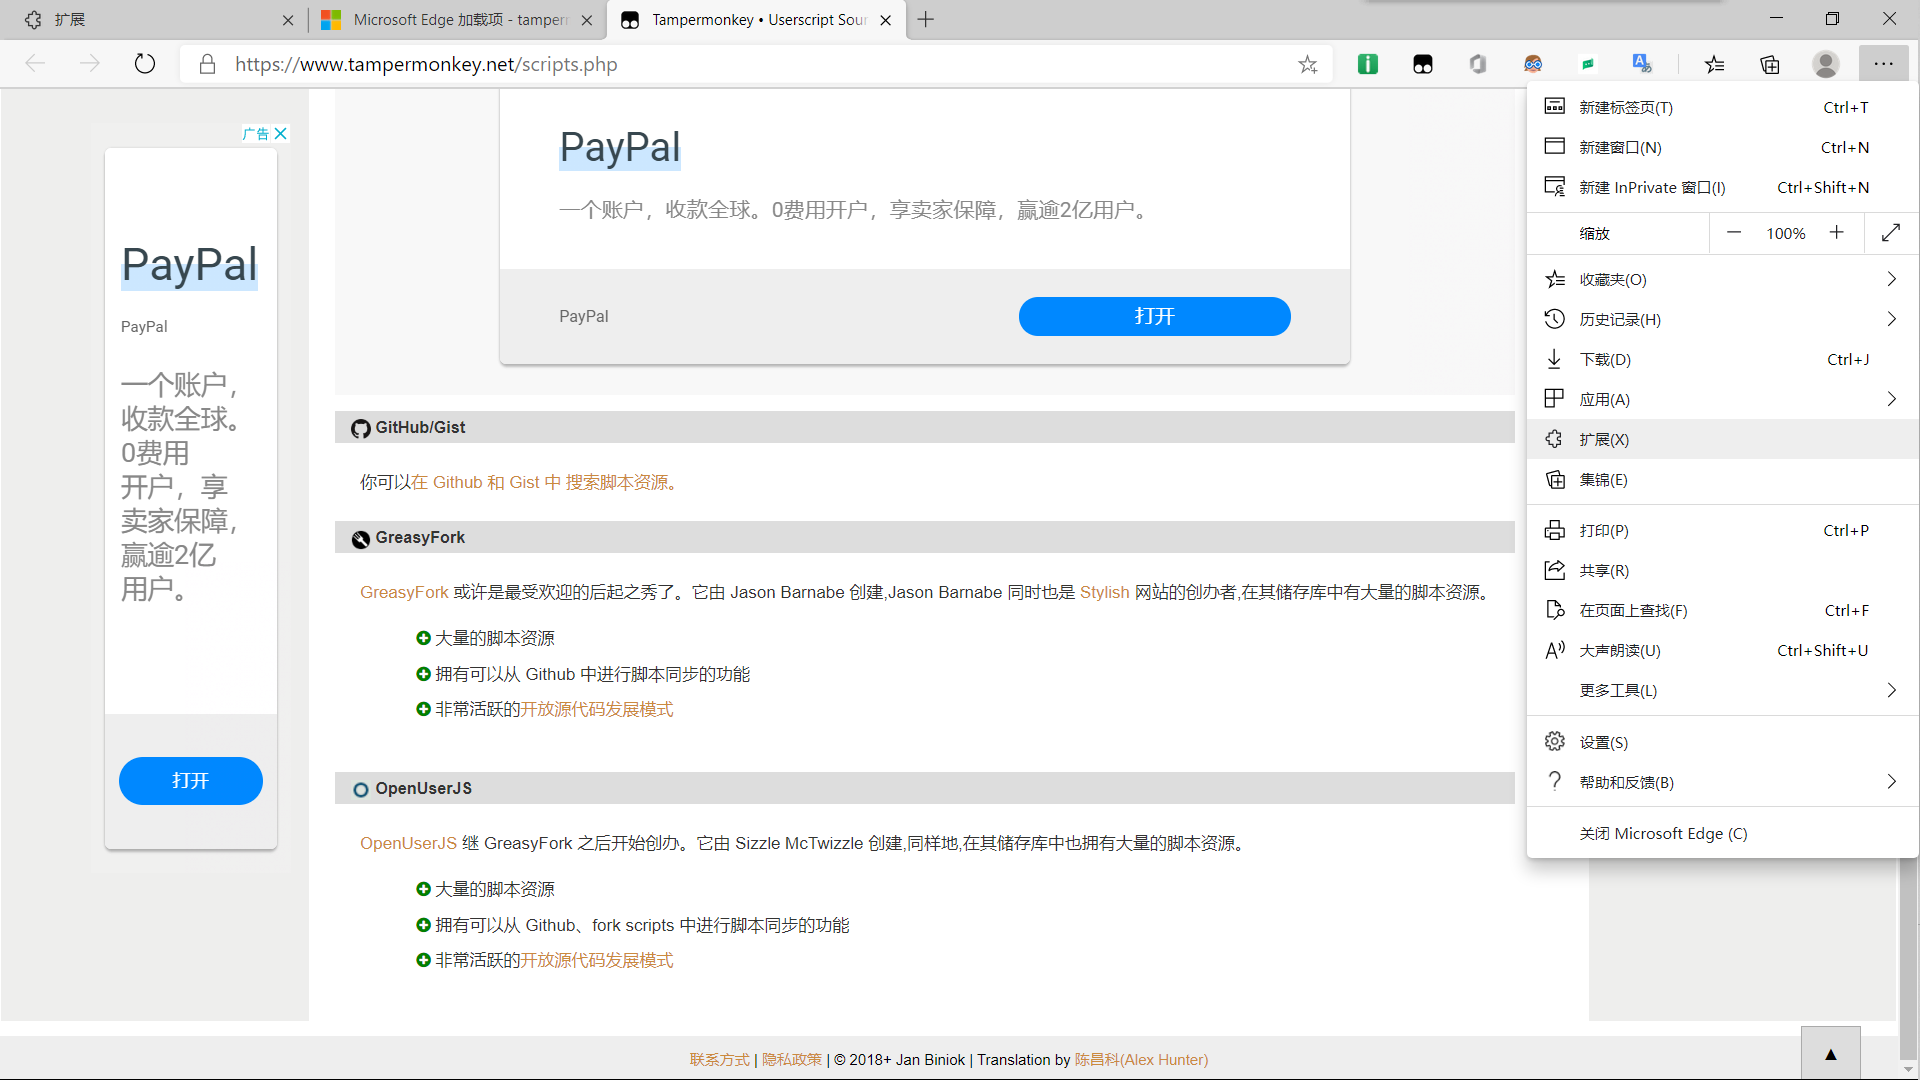 扩展
Microsoft Edge 加载项 - tamper
Tampermonkey • Userscript Sour
https://www.tampermonkey.net/scripts.php
广告
PayPal
PayPal
一个账户，
收款全球。
0费用
开户，享
卖家保障，
赢逾2亿
用户。
打开
PayPal
一个账户，收款全球。0费用开户，享卖家保障，赢逾2亿用户。
PayPal
打开
GitHub/Gist
你可以在 Github 和 Gist 中 搜索脚本资源。
GreasyFork
GreasyFork 或许是最受欢迎的后起之秀了。它由 Jason Barnabe 创建,Jason Barnabe 同时也是 Stylish 网站的创办者,在其储存库中有大量的脚本资源。
大量的脚本资源
拥有可以从 Github 中进行脚本同步的功能
非常活跃的开放源代码发展模式
OpenUserJS
OpenUserJS 继 GreasyFork 之后开始创办。它由 Sizzle McTwizzle 创建,同样地,在其储存库中也拥有大量的脚本资源。
大量的脚本资源
拥有可以从 Github、fork scripts 中进行脚本同步的功能
非常活跃的开放源代码发展模式
联系方式 | 隐私政策 | © 2018+ Jan Biniok | Translation by 陈昌科(Alex Hunter)
新建标签页(T) Ctrl+T
新建窗口(N) Ctrl+N
新建 InPrivate 窗口(I) Ctrl+Shift+N
缩放 — 100% +
收藏夹(O)
历史记录(H)
下载(D) Ctrl+J
应用(A)
扩展(X)
集锦(E)
打印(P) Ctrl+P
共享(R)
在页面上查找(F) Ctrl+F
大声朗读(U) Ctrl+Shift+U
更多工具(L)
设置(S)
帮助和反馈(B)
关闭 Microsoft Edge (C)